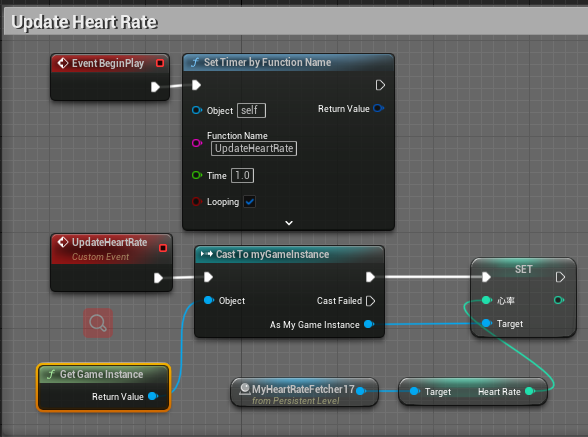 Update Heart Rate
Event BeginPlay
Set Timer by Function Name
Object self
Return Value
Function Name
UpdateHeartRate
Time 1.0
Looping
UpdateHeartRate
Custom Event
Cast To myGameInstance
Object
Cast Failed
As My Game Instance
SET
心率
Target
Get Game Instance
Return Value
MyHeartRateFetcher17
from Persistent Level
Target
Heart Rate